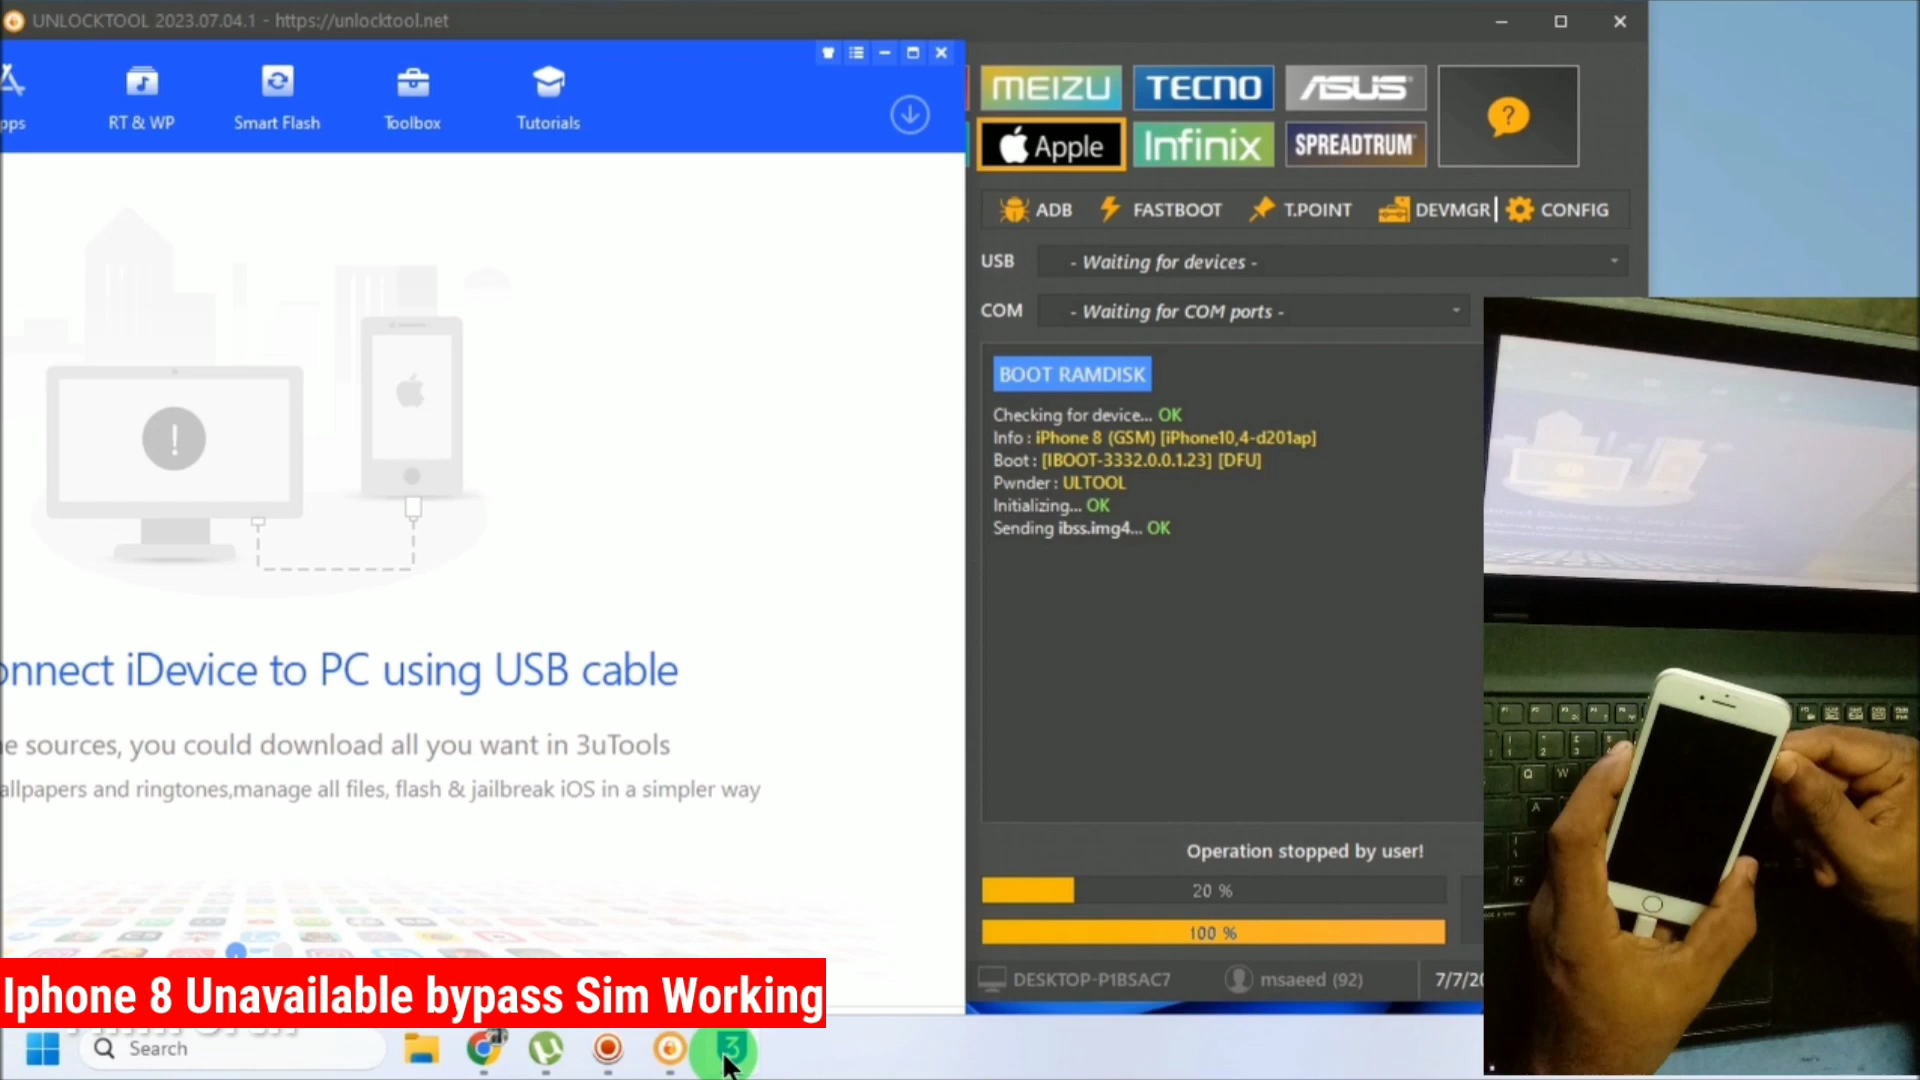 UNLOCKTOOL 2023.07.04.1 - https://unlocktool.net
pps
RT & WP
Smart Flash
Toolbox
Tutorials
MEIZU
TECNO
ASUS
Apple
Infinix
SPREADTRUM
?
ADB
FASTBOOT
T.POINT
DEVMGR
CONFIG
USB
- Waiting for devices -
COM
- Waiting for COM ports -
BOOT RAMDISK
Checking for device... OK
Info : iPhone 8 (GSM) [iPhone10,4-d201ap]
Boot : [IBOOT-3332.0.0.1.23] [DFU]
Pwnder : ULTOOL
Initializing... OK
Sending ibss.img4... OK
onnect iDevice to PC using USB cable
e sources, you could download all you want in 3uTools
allpapers and ringtones,manage all files, flash & jailbreak iOS in a simpler way
Operation stopped by user!
20 %
100 %
DESKTOP-P1BSAC7
msaeed (92)
7/7/20
Iphone 8 Unavailable bypass Sim Working
Search